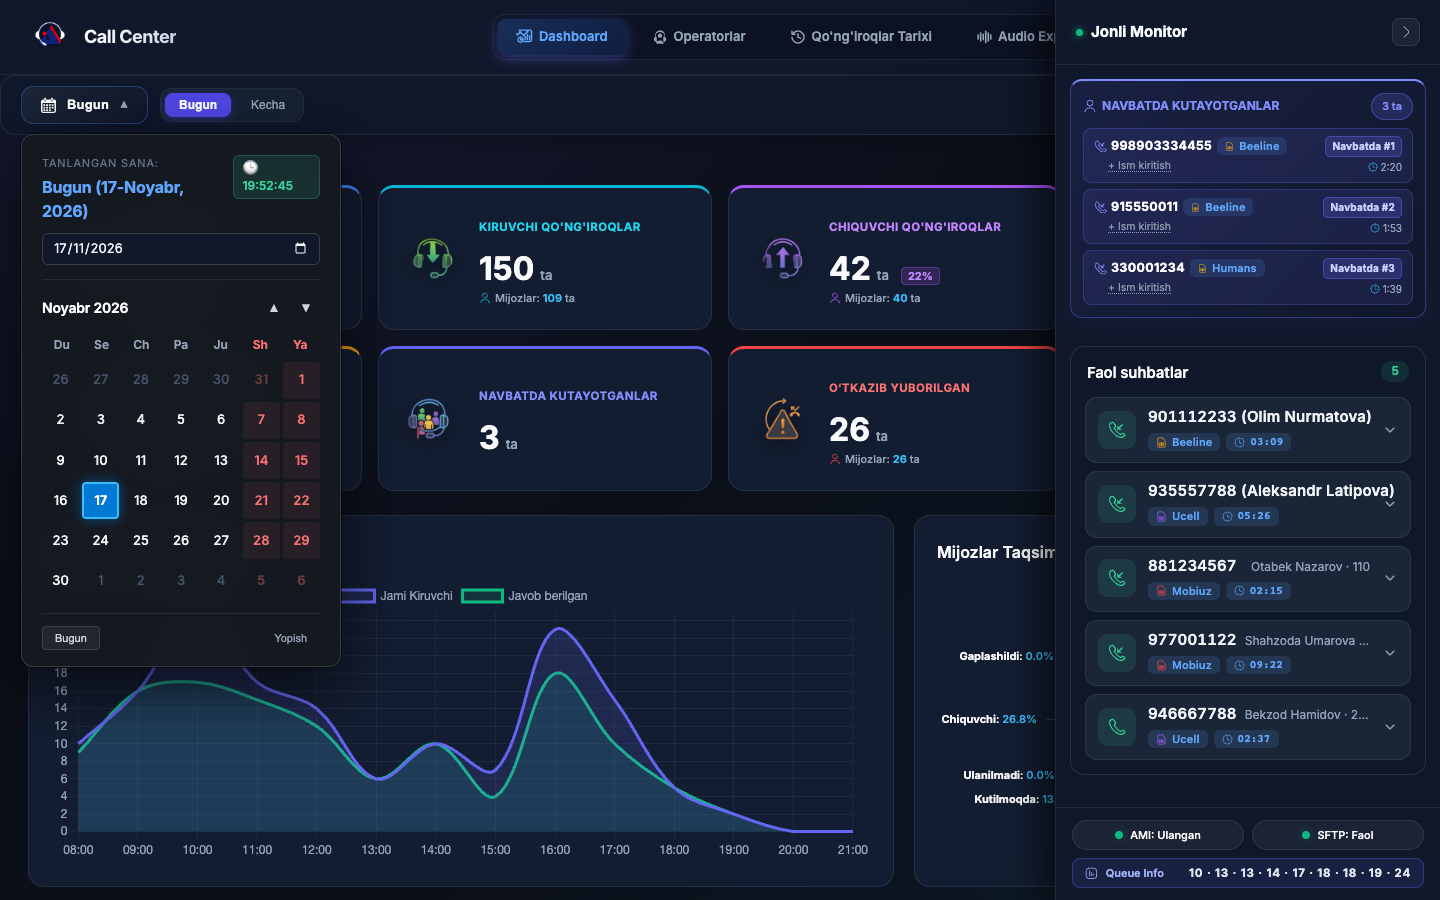 Call Center
Dashboard
Operatorlar
Qo'ng'iroqlar Tarixi
Audio Exp
Bugun ▲
Bugun
Kecha
TANLANGAN SANA:
Bugun (17-Noyabr,
2026)
19:52:45
17/11/2026
Noyabr 2026
▲ ▼
Du Se Ch Pa Ju Sh Ya
26 27 28 29 30 31 1
2 3 4 5 6 7 8
9 10 11 12 13 14 15
16 17 18 19 20 21 22
23 24 25 26 27 28 29
30 1 2 3 4 5 6
Bugun
Yopish
KIRUVCHI QO'NG'IROQLAR
150 ta
Mijozlar: 109 ta
CHIQUVCHI QO'NG'IROQLAR
42 ta 22%
Mijozlar: 40 ta
NAVBATDA KUTAYOTGANLAR
3 ta
O'TKAZIB YUBORILGAN
26 ta
Mijozlar: 26 ta
Jami Kiruvchi
Javob berilgan
18
16
14
12
10
8
6
4
2
0
08:00 09:00 10:00 11:00 12:00 13:00 14:00 15:00 16:00 17:00 18:00 19:00 20:00 21:00
Mijozlar Taqsim
Gaplashildi: 0.0%
Chiquvchi: 26.8%
Ulanilmadi: 0.0%
Kutilmoqda: 13
Jonli Monitor
NAVBATDA KUTAYOTGANLAR
3 ta
998903334455 Beeline Navbatda #1
+ Ism kiritish 2:20
915550011 Beeline Navbatda #2
+ Ism kiritish 1:53
330001234 Humans Navbatda #3
+ Ism kiritish 1:39
Faol suhbatlar 5
901112233 (Olim Nurmatova)
Beeline 03:09
935557788 (Aleksandr Latipova)
Ucell 05:26
881234567 Otabek Nazarov · 110
Mobiuz 02:15
977001122 Shahzoda Umarova ...
Mobiuz 09:22
946667788 Bekzod Hamidov · 2...
Ucell 02:37
AMI: Ulangan
SFTP: Faol
Queue Info 10 · 13 · 13 · 14 · 17 · 18 · 18 · 19 · 24